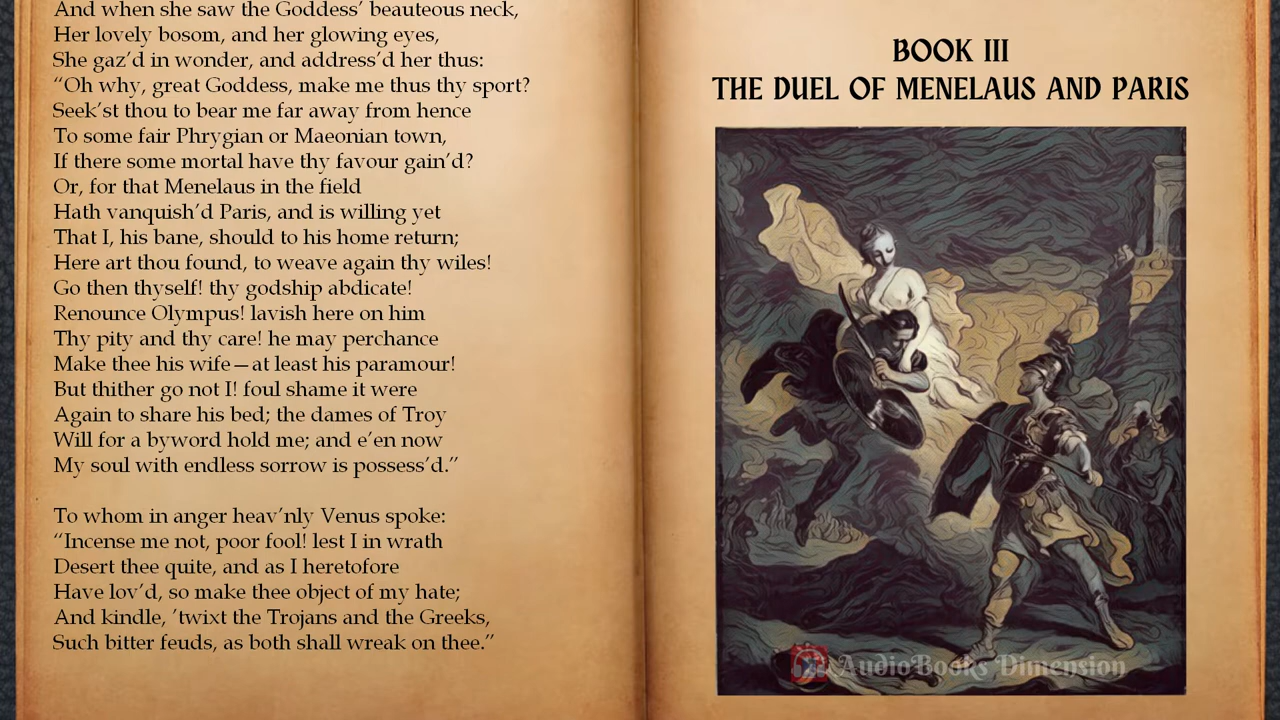 And when she saw the Goddess’ beauteous neck,
Her lovely bosom, and her glowing eyes,
She gaz’d in wonder, and address’d her thus:
“Oh why, great Goddess, make me thus thy sport?
Seek’st thou to bear me far away from hence
To some fair Phrygian or Maeonian town,
If there some mortal have thy favour gain’d?
Or, for that Menelaus in the field
Hath vanquish’d Paris, and is willing yet
That I, his bane, should to his home return;
Here art thou found, to weave again thy wiles!
Go then thyself! thy godship abdicate!
Renounce Olympus! lavish here on him
Thy pity and thy care! he may perchance
Make thee his wife—at least his paramour!
But thither go not I! foul shame it were
Again to share his bed; the dames of Troy
Will for a byword hold me; and e’en now
My soul with endless sorrow is possess’d.”
To whom in anger heav’nly Venus spoke:
“Incense me not, poor fool! lest I in wrath
Desert thee quite, and as I heretofore
Have lov’d, so make thee object of my hate;
And kindle, ’twixt the Trojans and the Greeks,
Such bitter feuds, as both shall wreak on thee.”
BOOK III
THE DUEL OF MENELAUS AND PARIS
AudioBooks Dimension